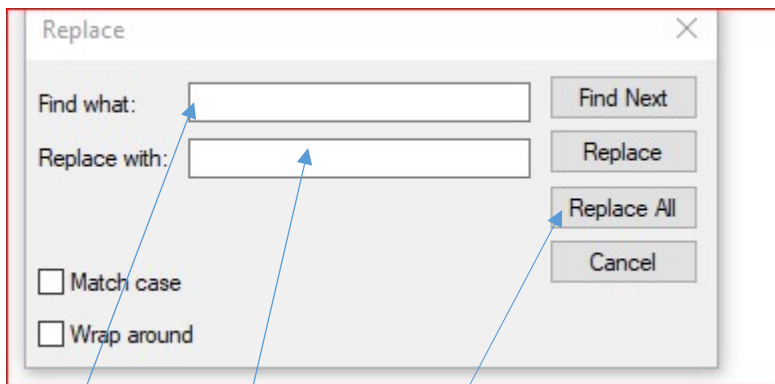 Replace
Find what:
Find Next
Replace with:
Replace
Replace All
Cancel
Match case
Wrap around